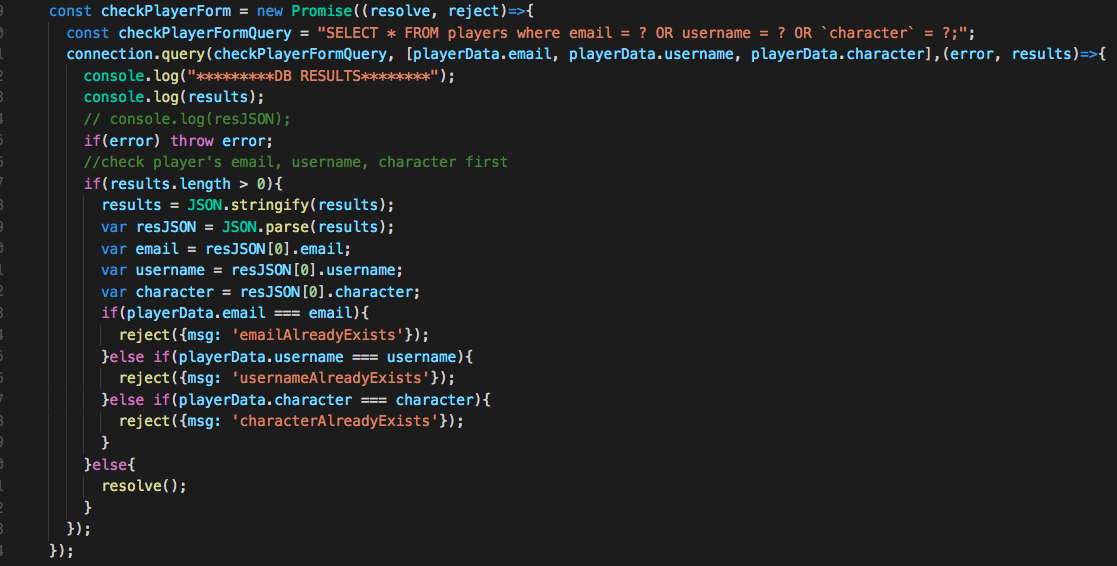 const checkPlayerForm = new Promise((resolve, reject)=>{
  const checkPlayerFormQuery = "SELECT * FROM players where email = ? OR username = ? OR `character` = ?;";
  connection.query(checkPlayerFormQuery, [playerData.email, playerData.username, playerData.character],(error, results)=>{
    console.log("*********DB RESULTS********");
    console.log(results);
    // console.log(resJSON);
    if(error) throw error;
    //check player's email, username, character first
    if(results.length > 0){
      results = JSON.stringify(results);
      var resJSON = JSON.parse(results);
      var email = resJSON[0].email;
      var username = resJSON[0].username;
      var character = resJSON[0].character;
      if(playerData.email === email){
        reject({msg: 'emailAlreadyExists'});
      }else if(playerData.username === username){
        reject({msg: 'usernameAlreadyExists'});
      }else if(playerData.character === character){
        reject({msg: 'characterAlreadyExists'});
      }
    }else{
      resolve();
    }
  });
});